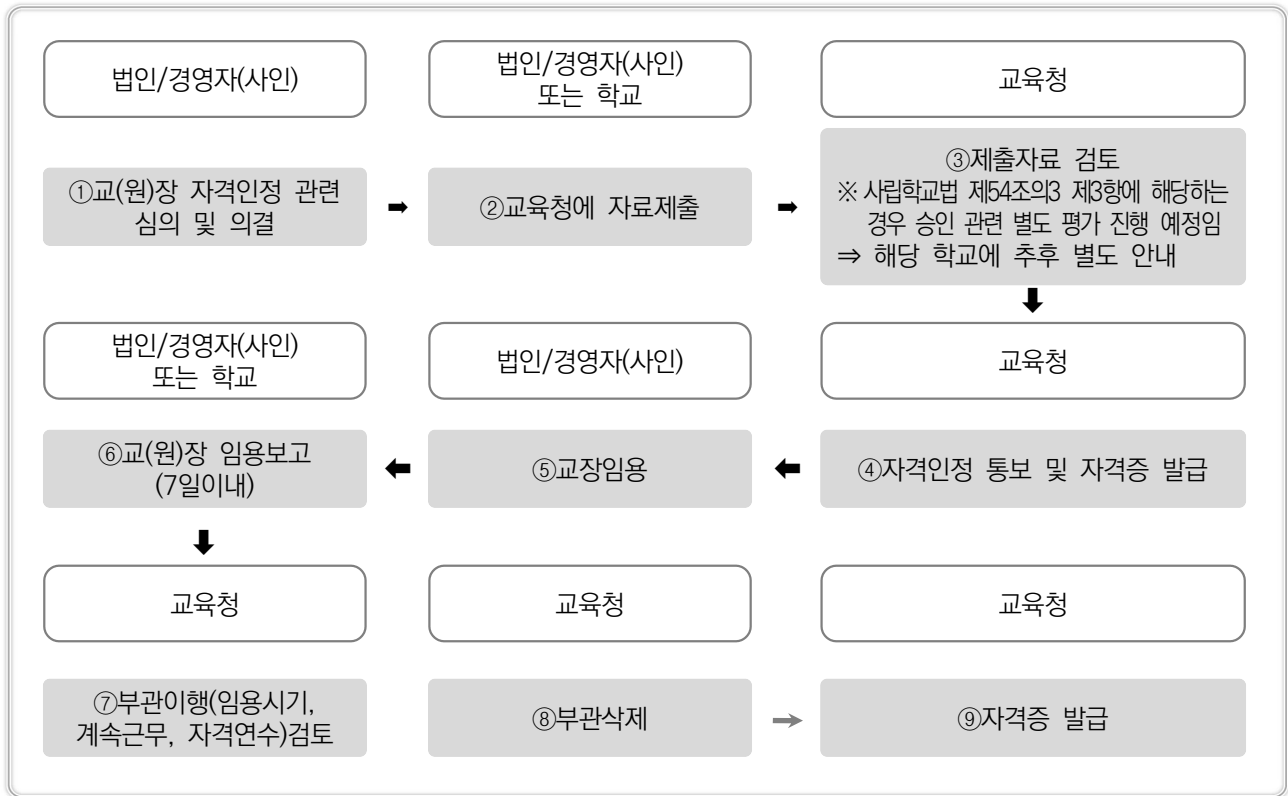 법인/경영자(사인)
법인/경영자(사인)
또는 학교
교육청
①교(원)장 자격인정 관련
심의 및 의결
➡
②교육청에 자료제출
➡
③제출자료 검토
※ 사립학교법 제54조의3 제3항에 해당하는
경우 승인 관련 별도 평가 진행 예정임
⇒ 해당 학교에 추후 별도 안내
법인/경영자(사인)
또는 학교
법인/경영자(사인)
교육청
⑥교(원)장 임용보고
(7일이내)
⑤교장임용
④자격인정 통보 및 자격증 발급
교육청
교육청
교육청
⑦부관이행(임용시기,
계속근무, 자격연수)검토
⑧부관삭제
⑨자격증 발급